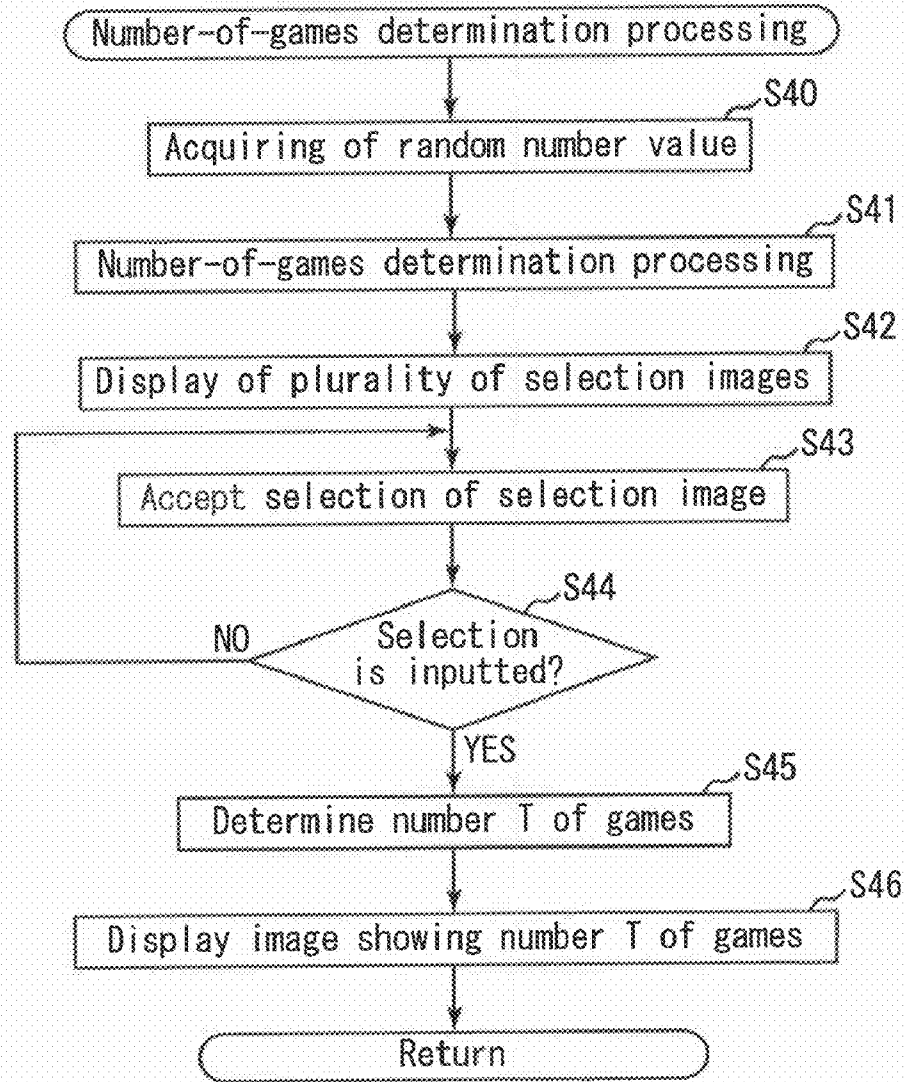 Number-of-games determination processing
S40
Acquiring of random number value
S41
Number-of-games determination processing
S42
Display of plurality of selection images
S43
Accept selection of selection image
S44
NO
Selection
is inputted?
YES
S45
Determine number T of games
S46
Display image showing number T of games
Return